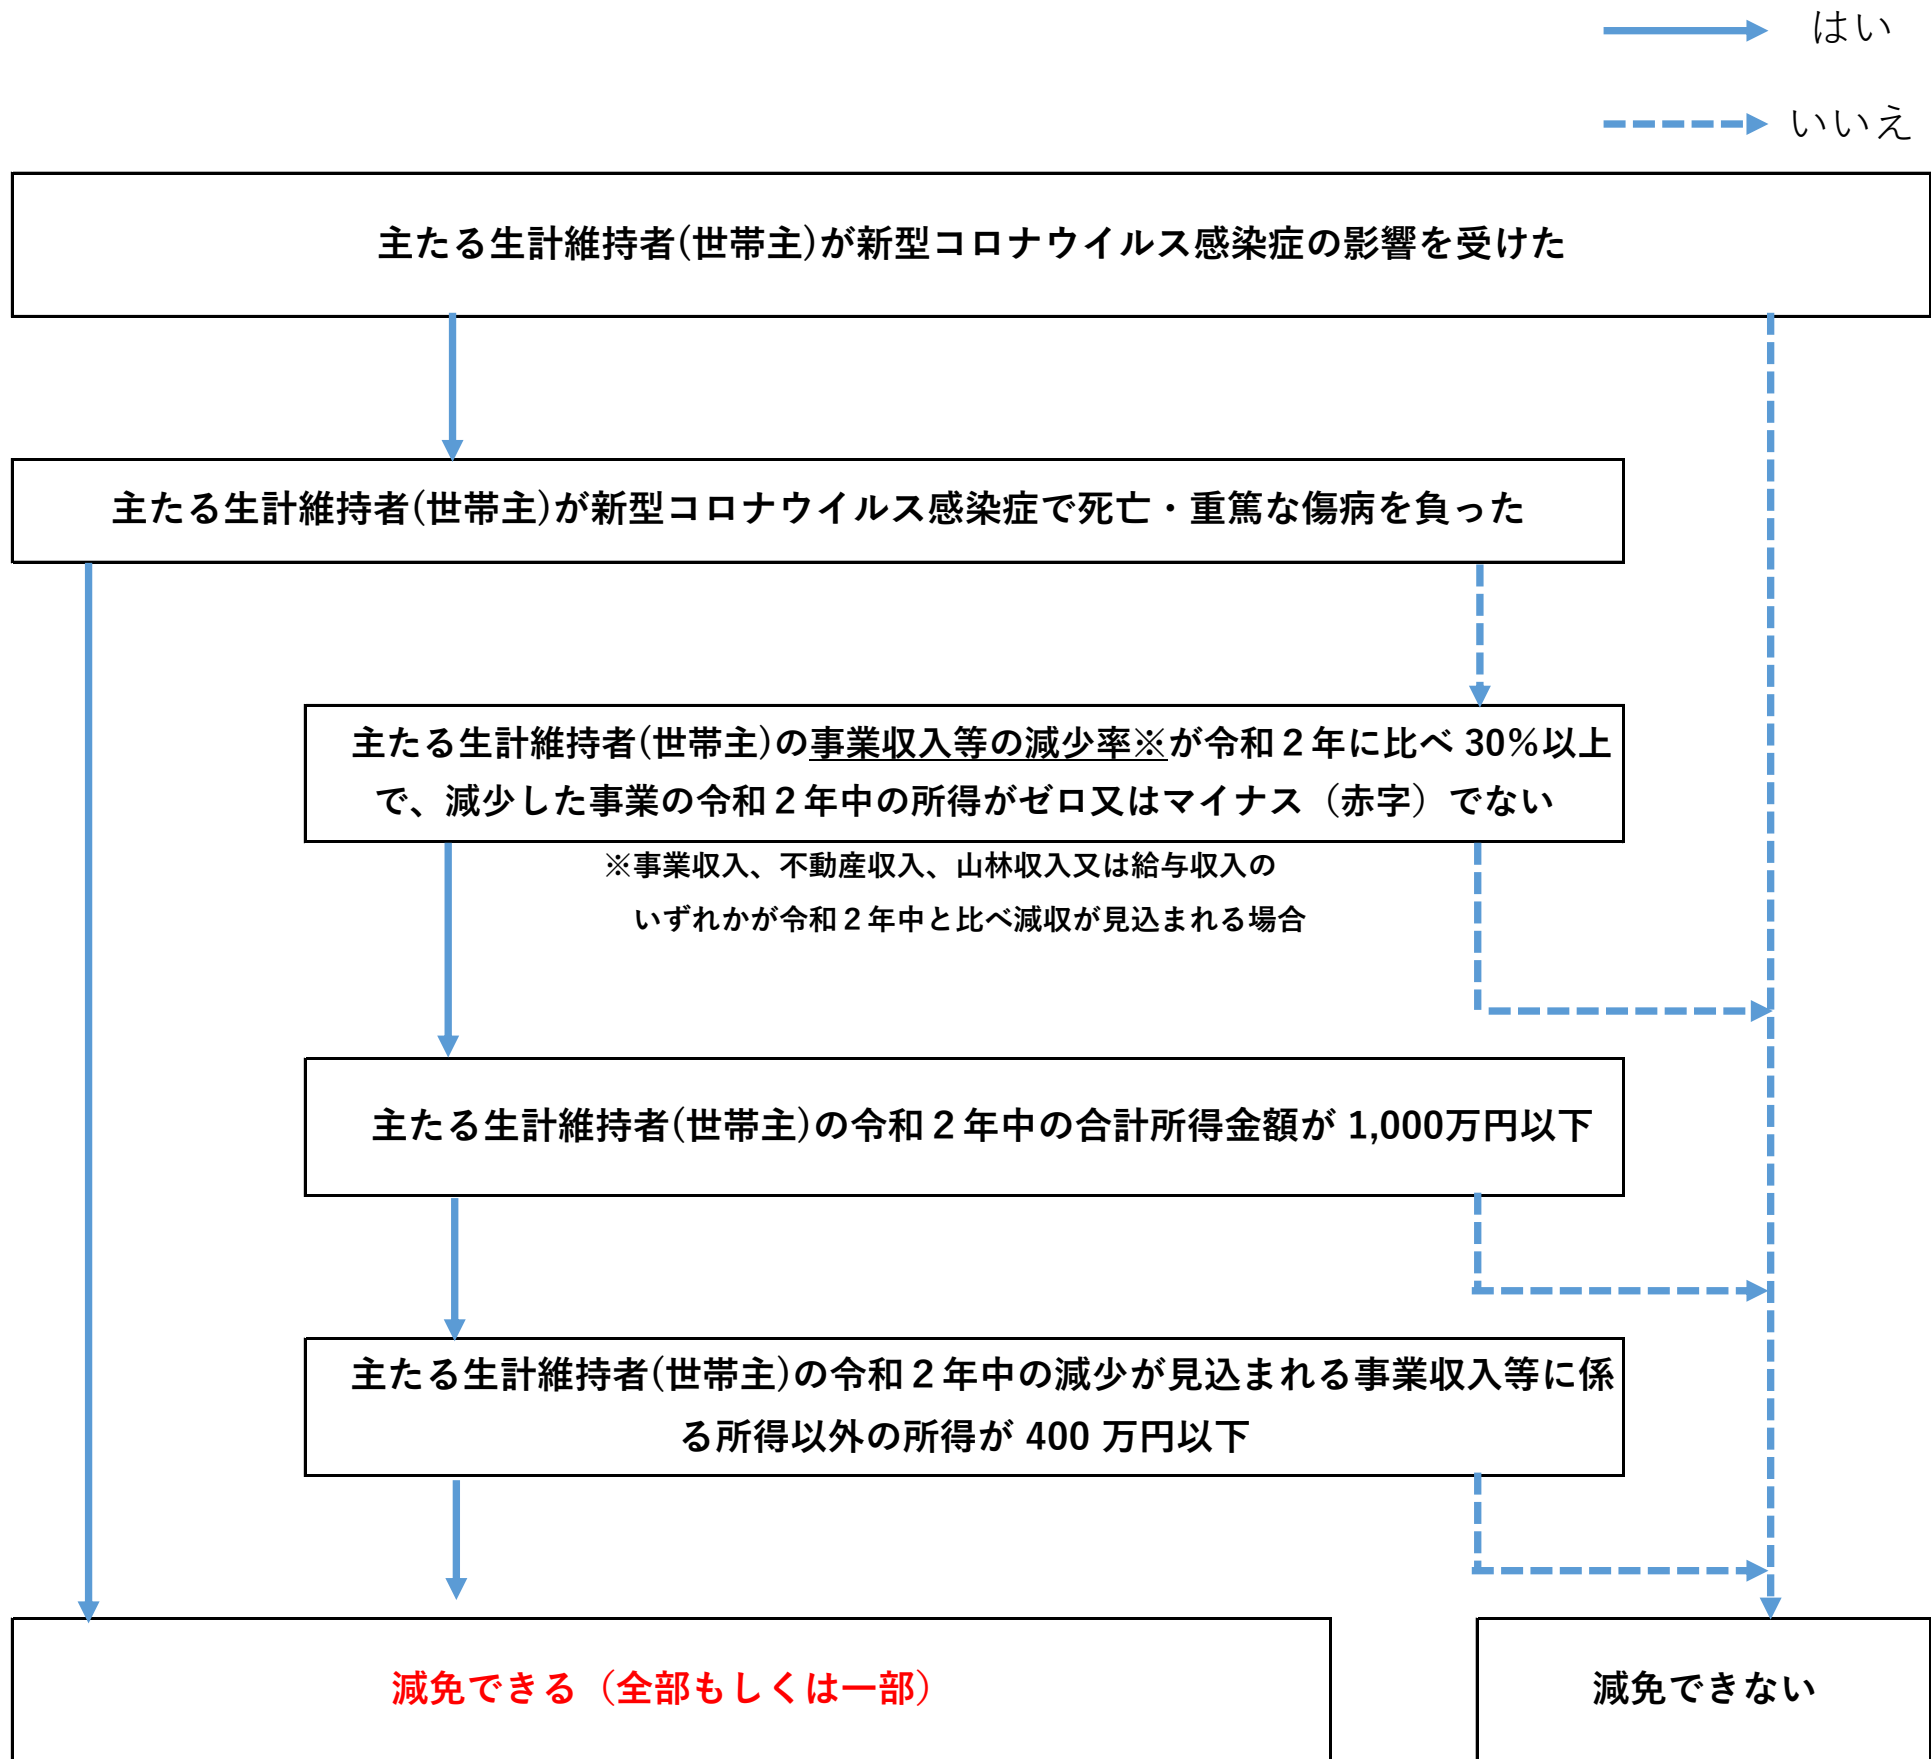 はい
いいえ
主たる生計維持者(世帯主)が新型コロナウイルス感染症の影響を受けた
主たる生計維持者(世帯主)が新型コロナウイルス感染症で死亡・重篤な傷病を負った
主たる生計維持者(世帯主)の事業収入等の減少率※が令和２年に比べ 30%以上
で、減少した事業の令和２年中の所得がゼロ又はマイナス（赤字）でない
※事業収入、不動産収入、山林収入又は給与収入の
いずれかが令和２年中と比べ減収が見込まれる場合
主たる生計維持者(世帯主)の令和２年中の合計所得金額が 1,000万円以下
主たる生計維持者(世帯主)の令和２年中の減少が見込まれる事業収入等に係
る所得以外の所得が 400 万円以下
減免できる（全部もしくは一部）
減免できない